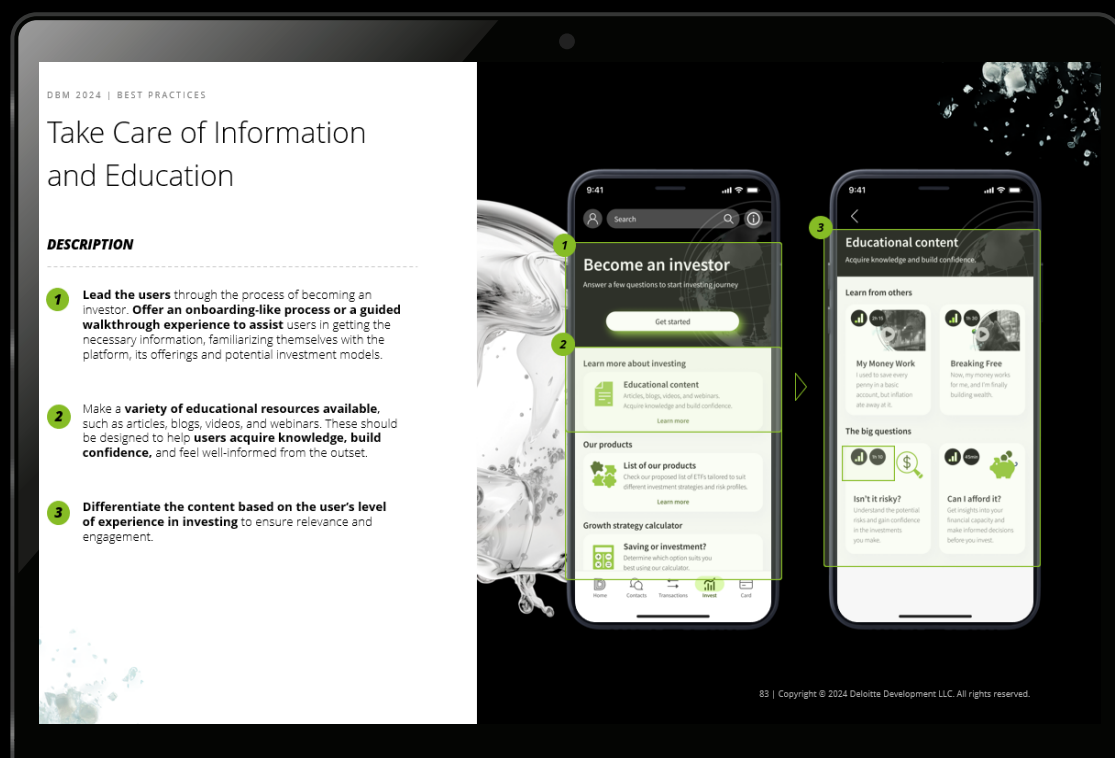 DBM 2024 | BEST PRACTICES
Take Care of Information
and Education
DESCRIPTION
1
Lead the users through the process of becoming an
investor. Offer an onboarding-like process or a guided
walkthrough experience to assist users in getting the
necessary information, familiarizing themselves with the
platform, its offerings and potential investment models.
2
Make a variety of educational resources available,
such as articles, blogs, videos, and webinars. These should
be designed to help users acquire knowledge, build
confidence, and feel well-informed from the outset.
3
Differentiate the content based on the user's level
of experience in investing to ensure relevance and
engagement.
9:41
Search
1
Become an investor
Answer a few questions to start investing journey
Get started
2
Learn more about investing
Educational content
Articles, blogs, videos, and webinars.
Acquire knowledge and build confidence.
Learn more
Our products
List of our products
Check our proposed list of ETFs tailored to suit
different investment strategies and risk profiles.
Learn more
Growth strategy calculator
Saving or investment?
Determine which option suits you
best using our calculator.
Home
Contacts
Transactions
Invest
Card
9:41
3
Educational content
Acquire knowledge and build confidence.
Learn from others
My Money Work
I used to save every
penny in a basic
account, but inflation
ate away at it.
Breaking Free
Now, my money works
for me, and I'm finally
building wealth.
The big questions
1h 10
45min
$
Isn't it risky?
Understand the potential
risks and gain confidence
in the investments
you make.
Can I afford it?
Get insights into your
financial capacity and
make informed decisions
before you invest.
83 | Copyright © 2024 Deloitte Development LLC. All rights reserved.